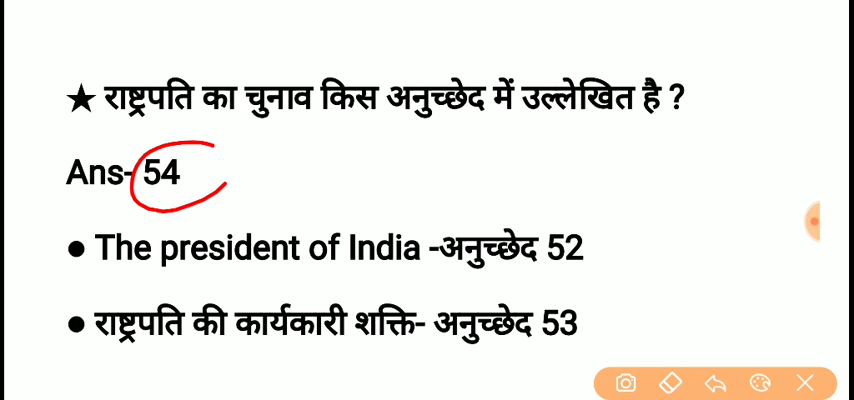 ★ राष्ट्रपति का चुनाव किस अनुच्छेद में उल्लेखित है ?
Ans- 54
● The president of India -अनुच्छेद 52
● राष्ट्रपति की कार्यकारी शक्ति- अनुच्छेद 53